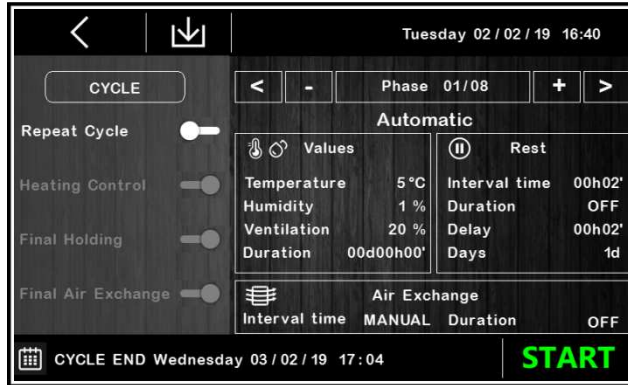 Tuesday 02 / 02 / 19 16:40
CYCLE
Repeat Cycle
Heating Control
Final Holding
Final Air Exchange
< - Phase 01/08 + >
Automatic
Values
Temperature 5°C
Humidity 1 %
Ventilation 20 %
Duration 00d00h00'
Rest
Interval time 00h02'
Duration OFF
Delay 00h02'
Days 1d
Air Exchange
Interval time MANUAL Duration OFF
CYCLE END Wednesday 03 / 02 / 19 17:04
START